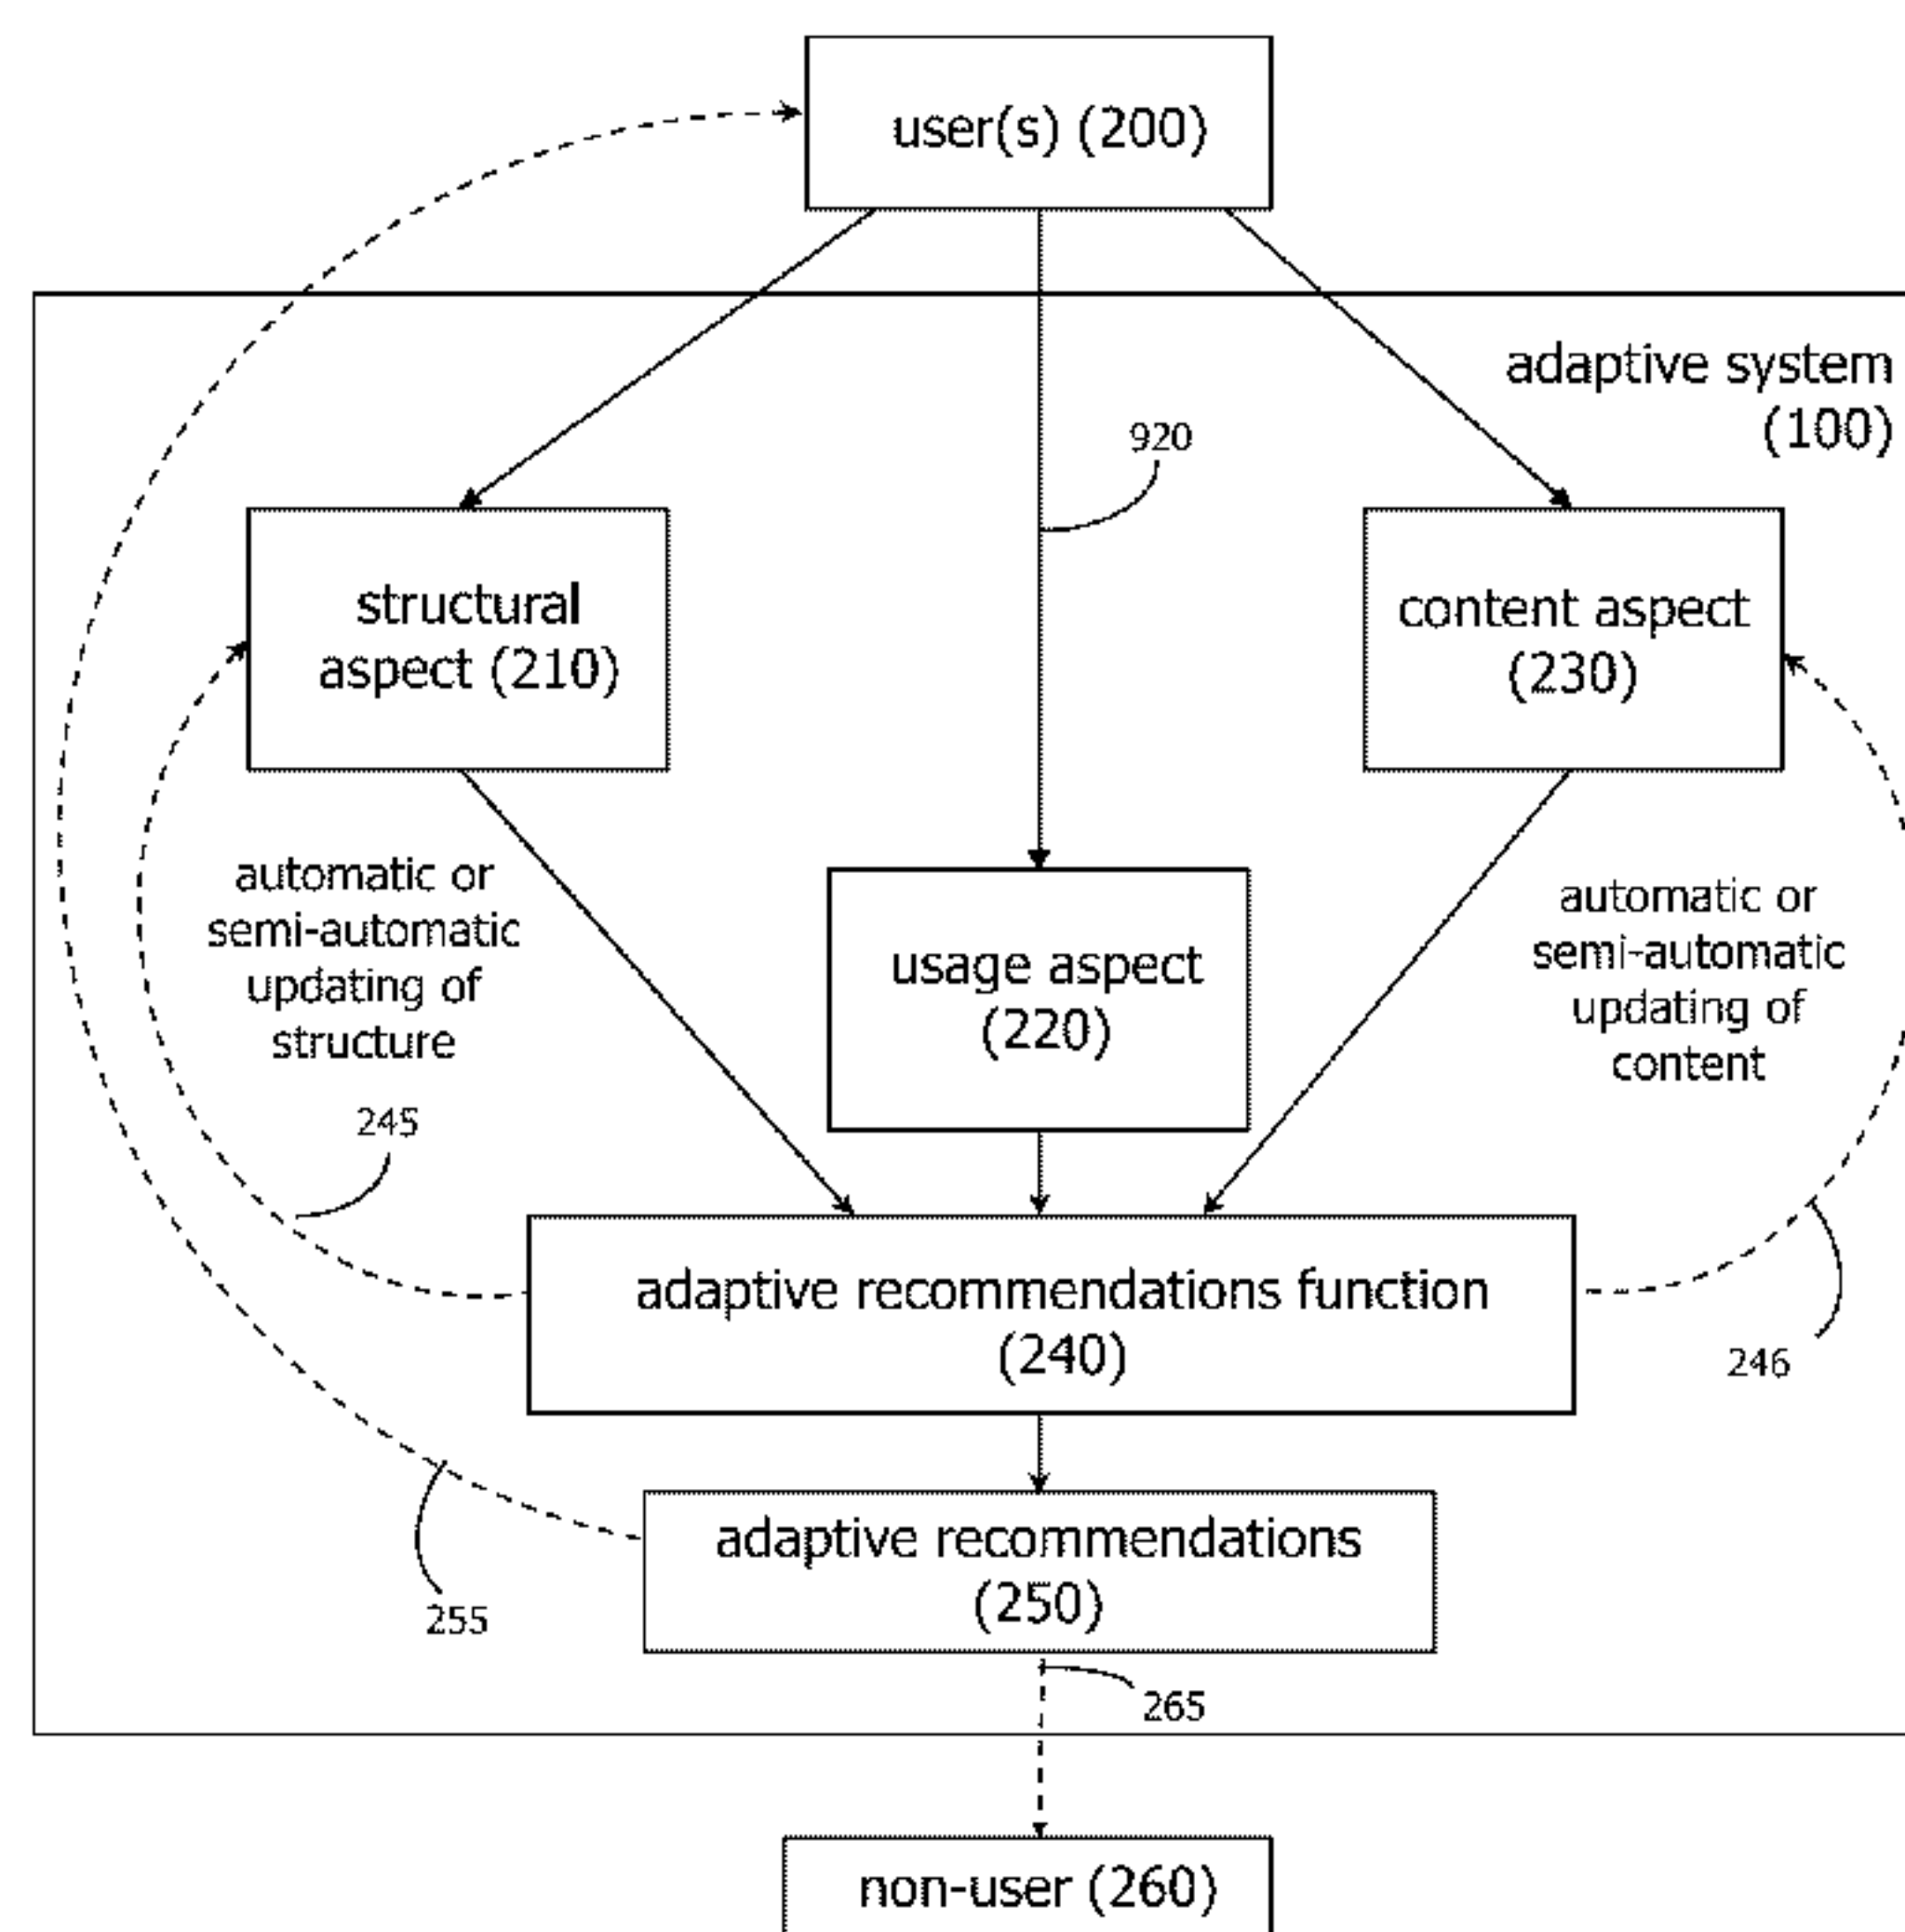 user(s) (200)
adaptive system
(100)
920
structural
aspect (210)
content aspect
(230)
automatic or
semi-automatic
updating of
structure
usage aspect
(220)
automatic or
semi-automatic
updating of
content
245
adaptive recommendations function
(240)
246
adaptive recommendations
(250)
255
265
non-user (260)